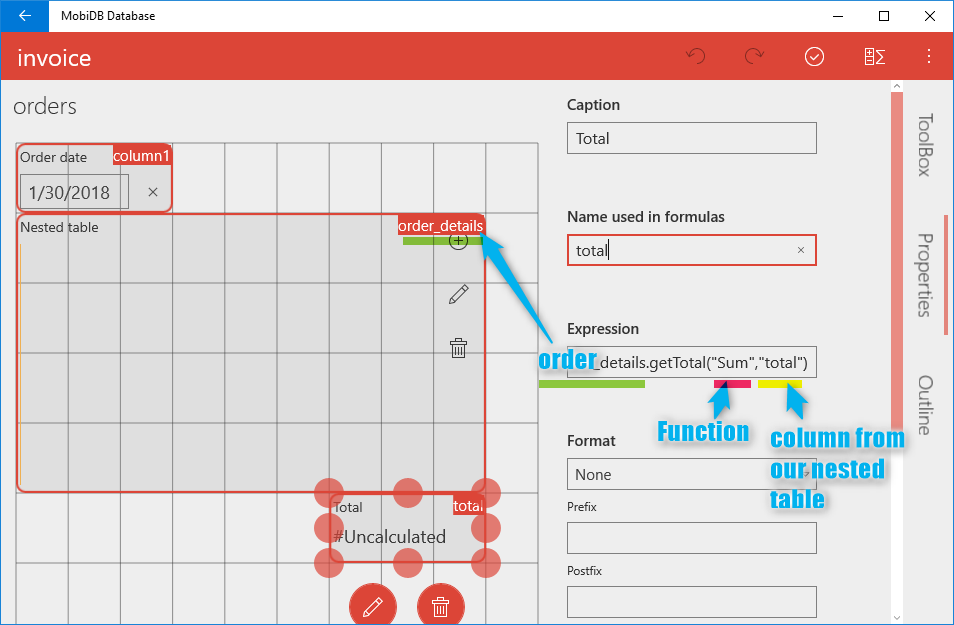 MobiDB Database
invoice
orders
Order date
column1
1/30/2018
Nested table
order_details
Total
total
#Uncalculated
Caption
Total
Name used in formulas
total
Expression
order
_details.getTotal("Sum","total")
Function
column from
our nested
table
Format
None
Prefix
Postfix
ToolBox
Properties
Outline